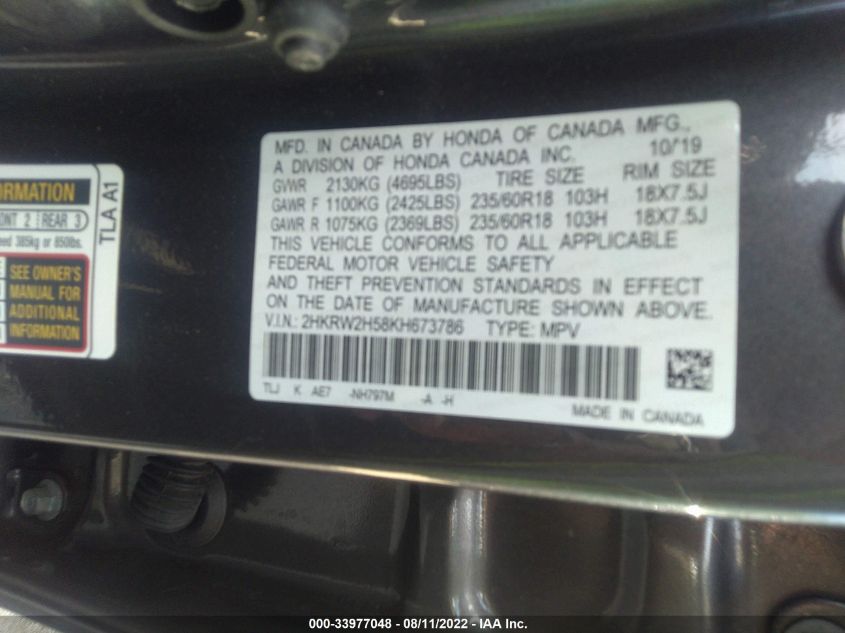 ORMATION
ONT 2 REAR 3
eed 385kg or 850lbs.
SEE OWNER'S
MANUAL FOR
ADDITIONAL
INFORMATION
TLA A1
MFD. IN CANADA BY HONDA OF CANADA MFG.,
A DIVISION OF HONDA CANADA INC. 10/19
GVWR 2130KG (4695LBS) TIRE SIZE RIM SIZE
GAWR F 1100KG (2425LBS) 235/60R18 103H 18X7.5J
GAWR R 1075KG (2369LBS) 235/60R18 103H 18X7.5J
THIS VEHICLE CONFORMS TO ALL APPLICABLE
FEDERAL MOTOR VEHICLE SAFETY
AND THEFT PREVENTION STANDARDS IN EFFECT
ON THE DATE OF MANUFACTURE SHOWN ABOVE.
V.I.N.: 2HKRW2H58KH673786 TYPE: MPV
TLJ K AE7 -NH797M -A -H
MADE IN CANADA
000-33977048 - 08/11/2022 - IAA Inc.